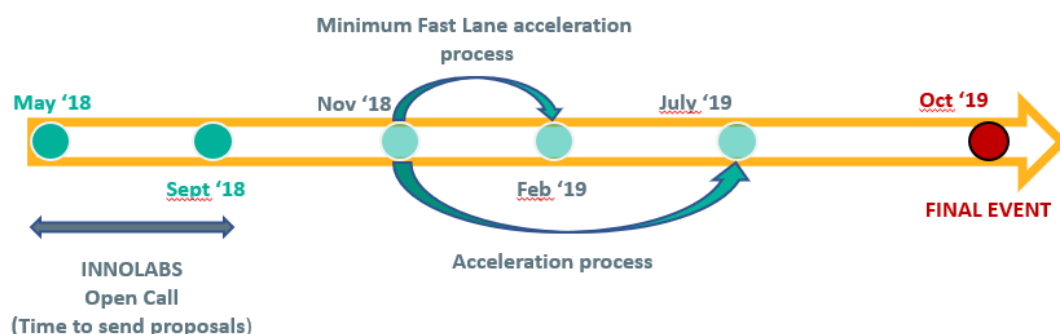 Minimum Fast Lane acceleration
process
May ‘18
Nov ‘18
July ‘19
Oct ‘19
Sept ‘18
Feb ‘19
FINAL EVENT
Acceleration process
INNOLABS
Open Call
(Time to send proposals)